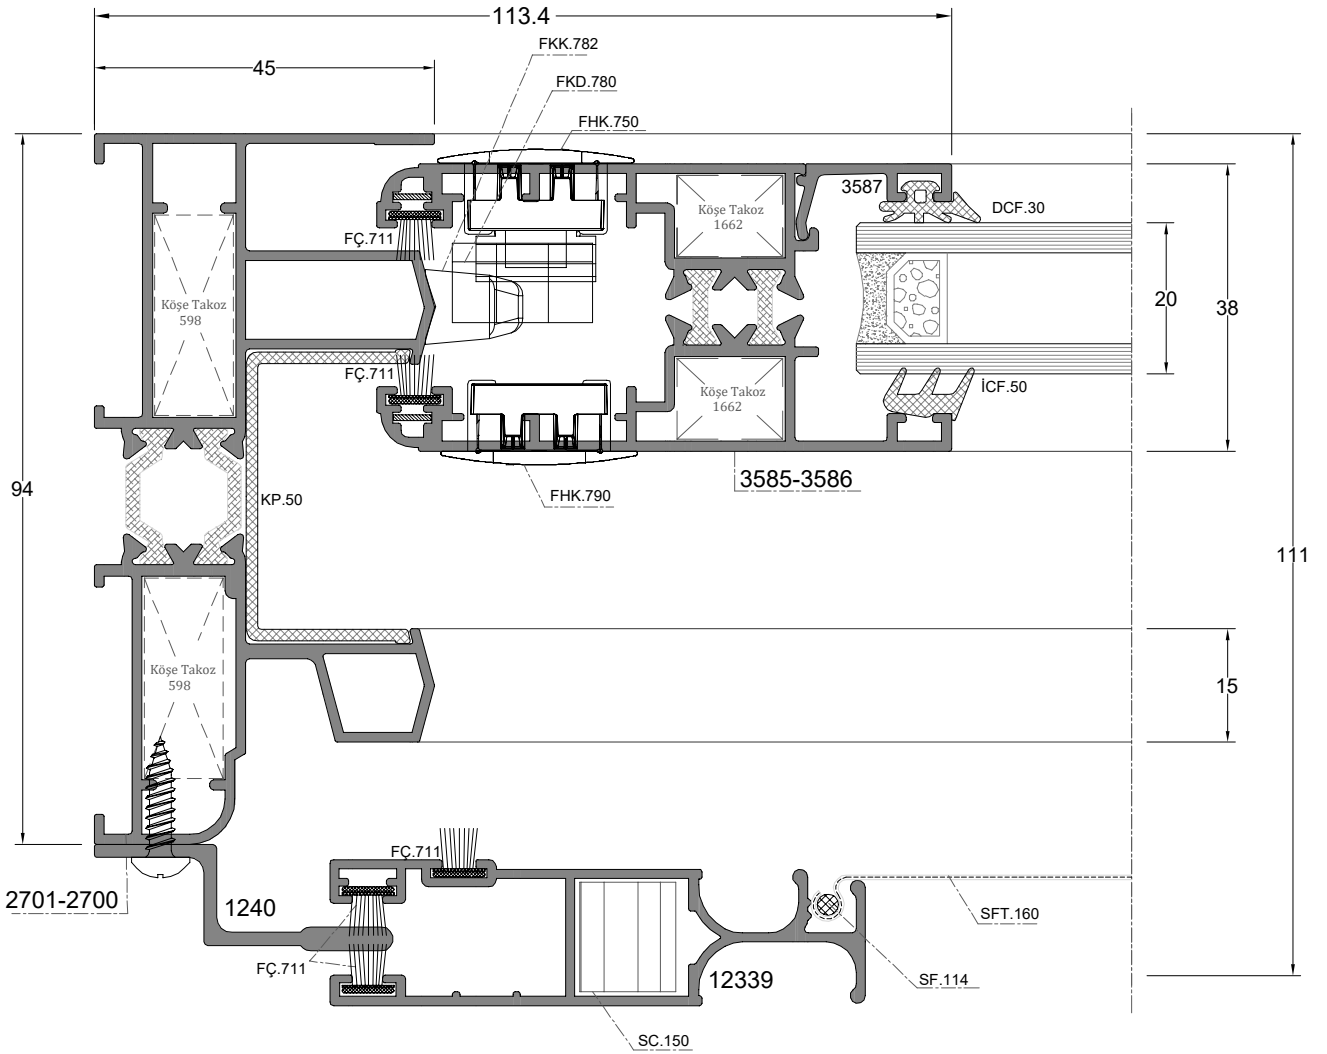 113.4
FKK.782
45
FKD.780
FHK.750
3587
DCF.30
Köşe Takoz
1662
FÇ.711
Köşe Takoz
598
20
38
FÇ.711
Köşe Takoz
1662
İCF.50
94
KP.50
FHK.790
3585-3586
111
Köşe Takoz
598
15
FÇ.711
2701-2700
1240
SFT.160
FÇ.711
12339
SF.114
SC.150